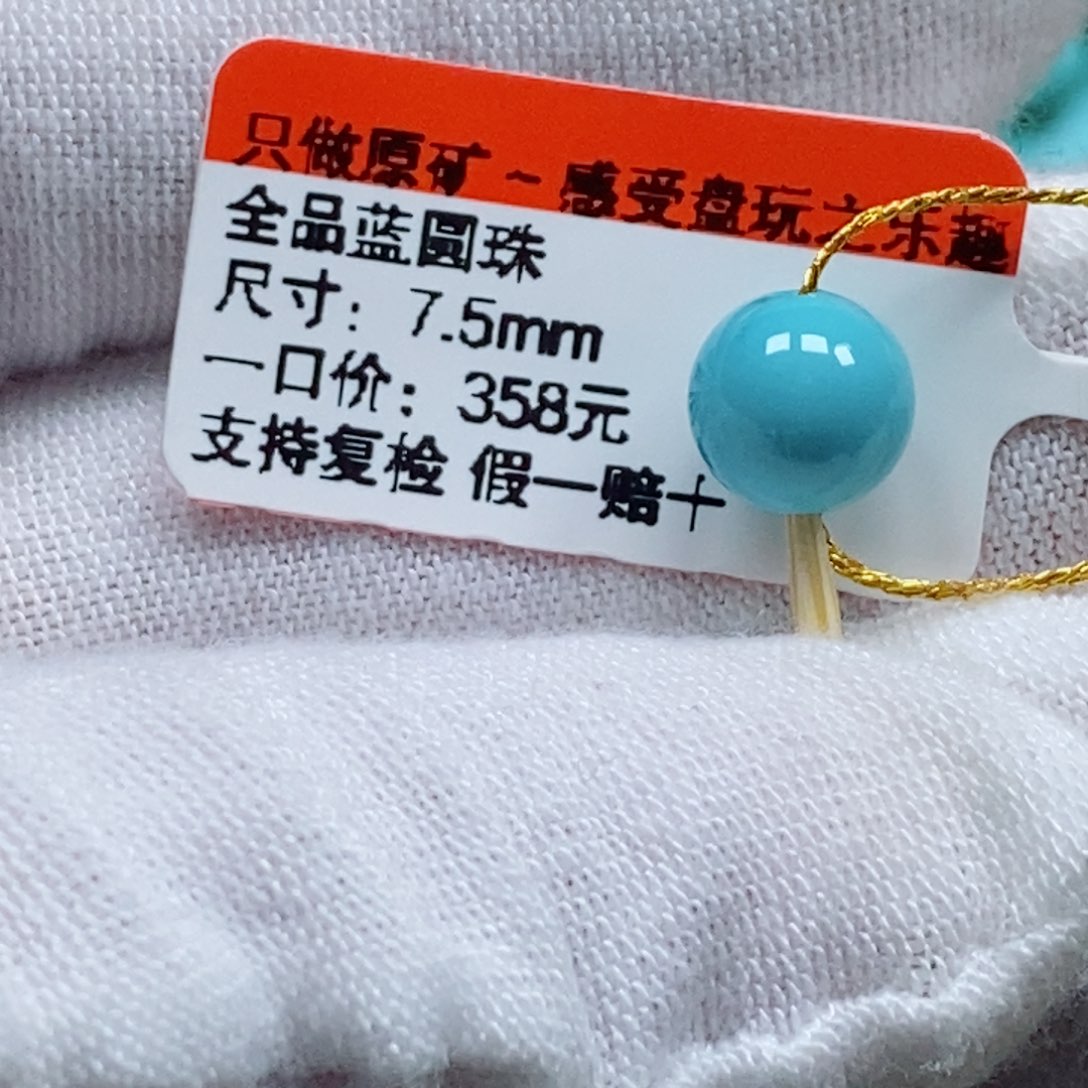 只做原矿~感受盘玩之乐趣
全品蓝圆珠
尺寸：7.5mm
一口价：358元
支持复检 假一赔十